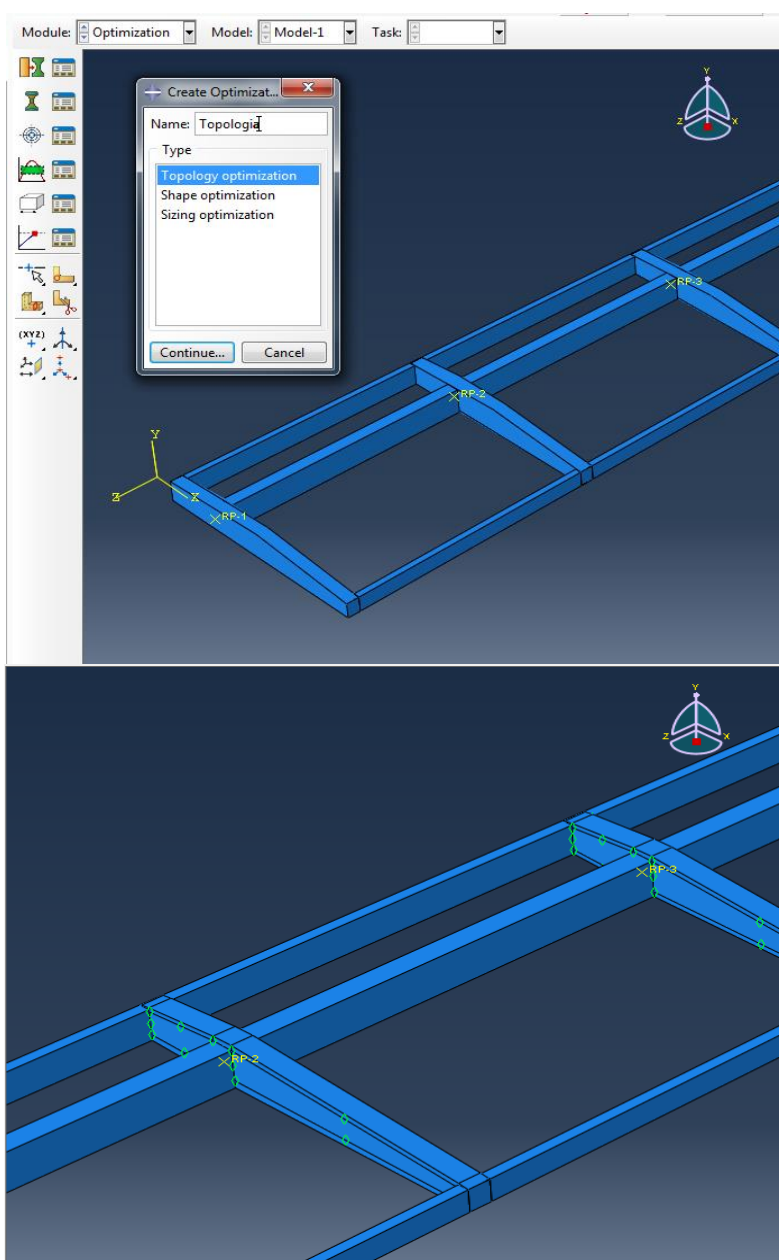 Module: Optimization Model: Model-1 Task:
Create Optimizat...
Name: Topologia
Type
Topology optimization
Shape optimization
Sizing optimization
Continue... Cancel
(XYZ)
Y
Z X
RP-3
RP-2
Y
Z X
RP-1
Y
Z X
RP-3
RP-2